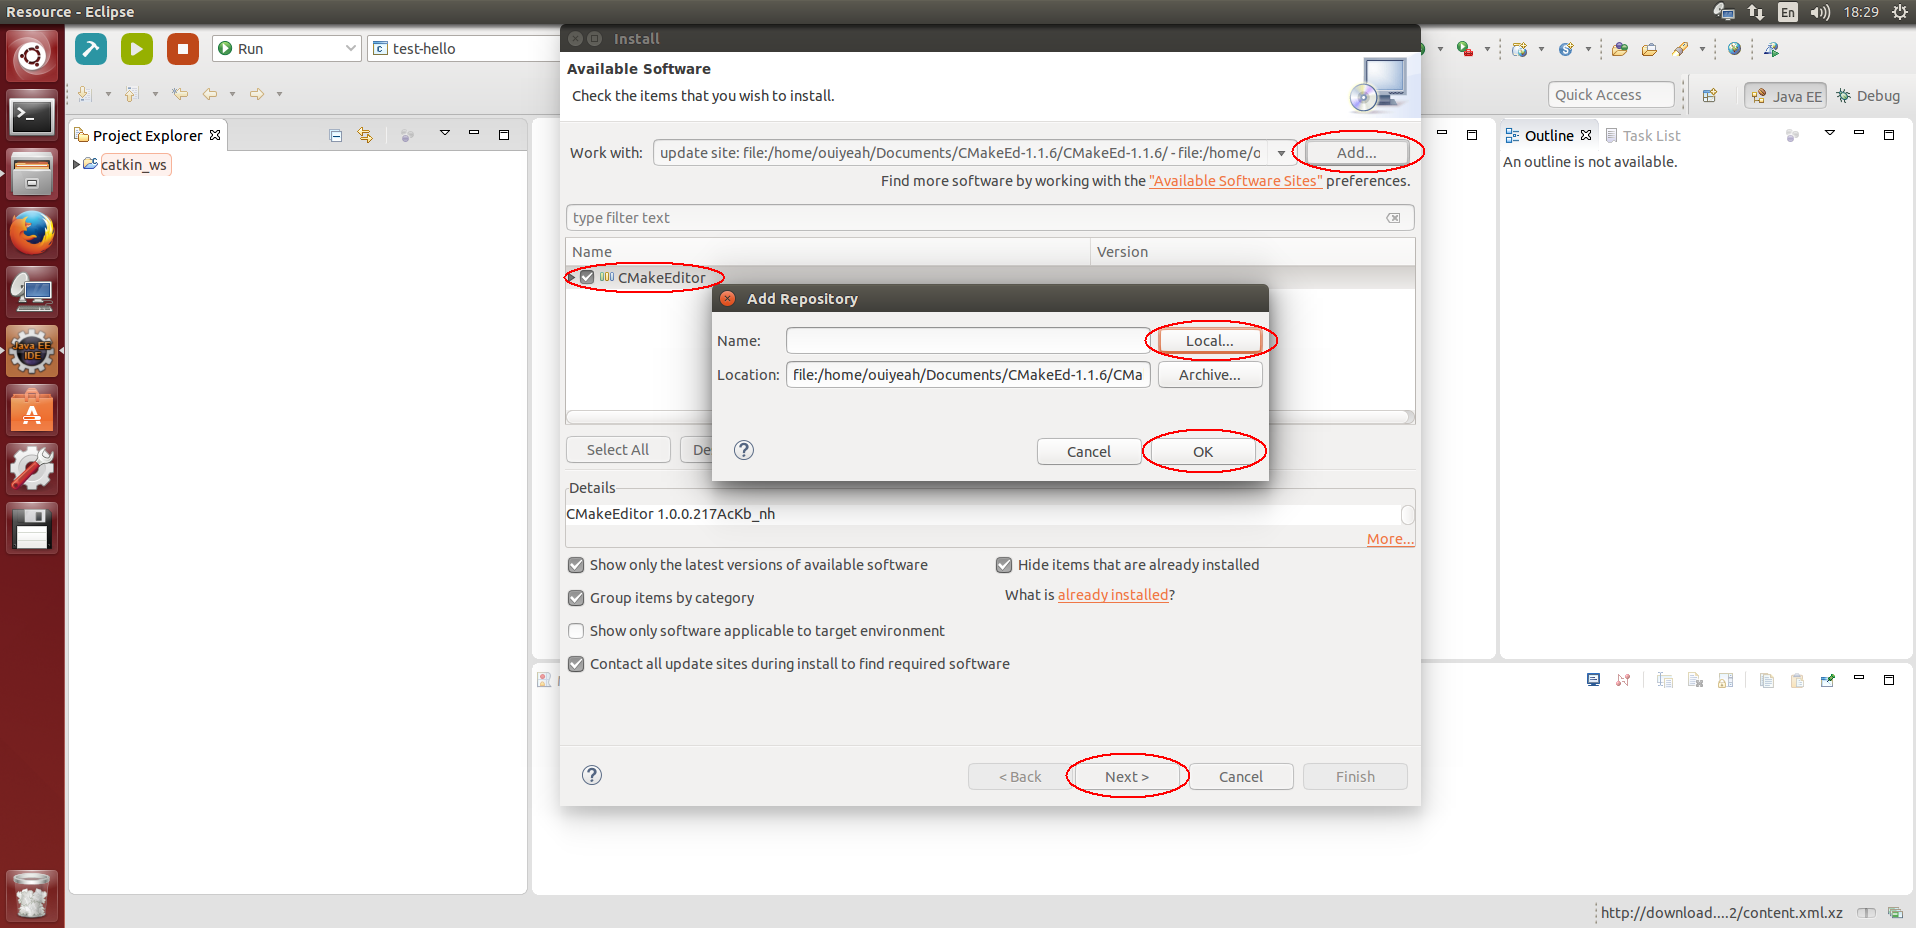 Resource - Eclipse
En
18:29
Run
test-hello
Install
Available Software
Check the items that you wish to install.
Quick Access
Java EE
Debug
Project Explorer
catkin_ws
Work with:
update site: file:/home/ouiyeah/Documents/CMakeEd-1.1.6/CMakeEd-1.1.6/ - file:/home/o
Add...
Find more software by working with the "Available Software Sites" preferences.
type filter text
Name
Version
CMakeEditor
Outline
Task List
An outline is not available.
Add Repository
Name:
Local...
Location:
file:/home/ouiyeah/Documents/CMakeEd-1.1.6/CMa
Archive...
Cancel
OK
Java EE
IDE
Select All
De
Details
CMakeEditor 1.0.0.217AcKb_nh
More...
Show only the latest versions of available software
Hide items that are already installed
Group items by category
What is already installed?
Show only software applicable to target environment
Contact all update sites during install to find required software
< Back
Next >
Cancel
Finish
http://download....2/content.xml.xz